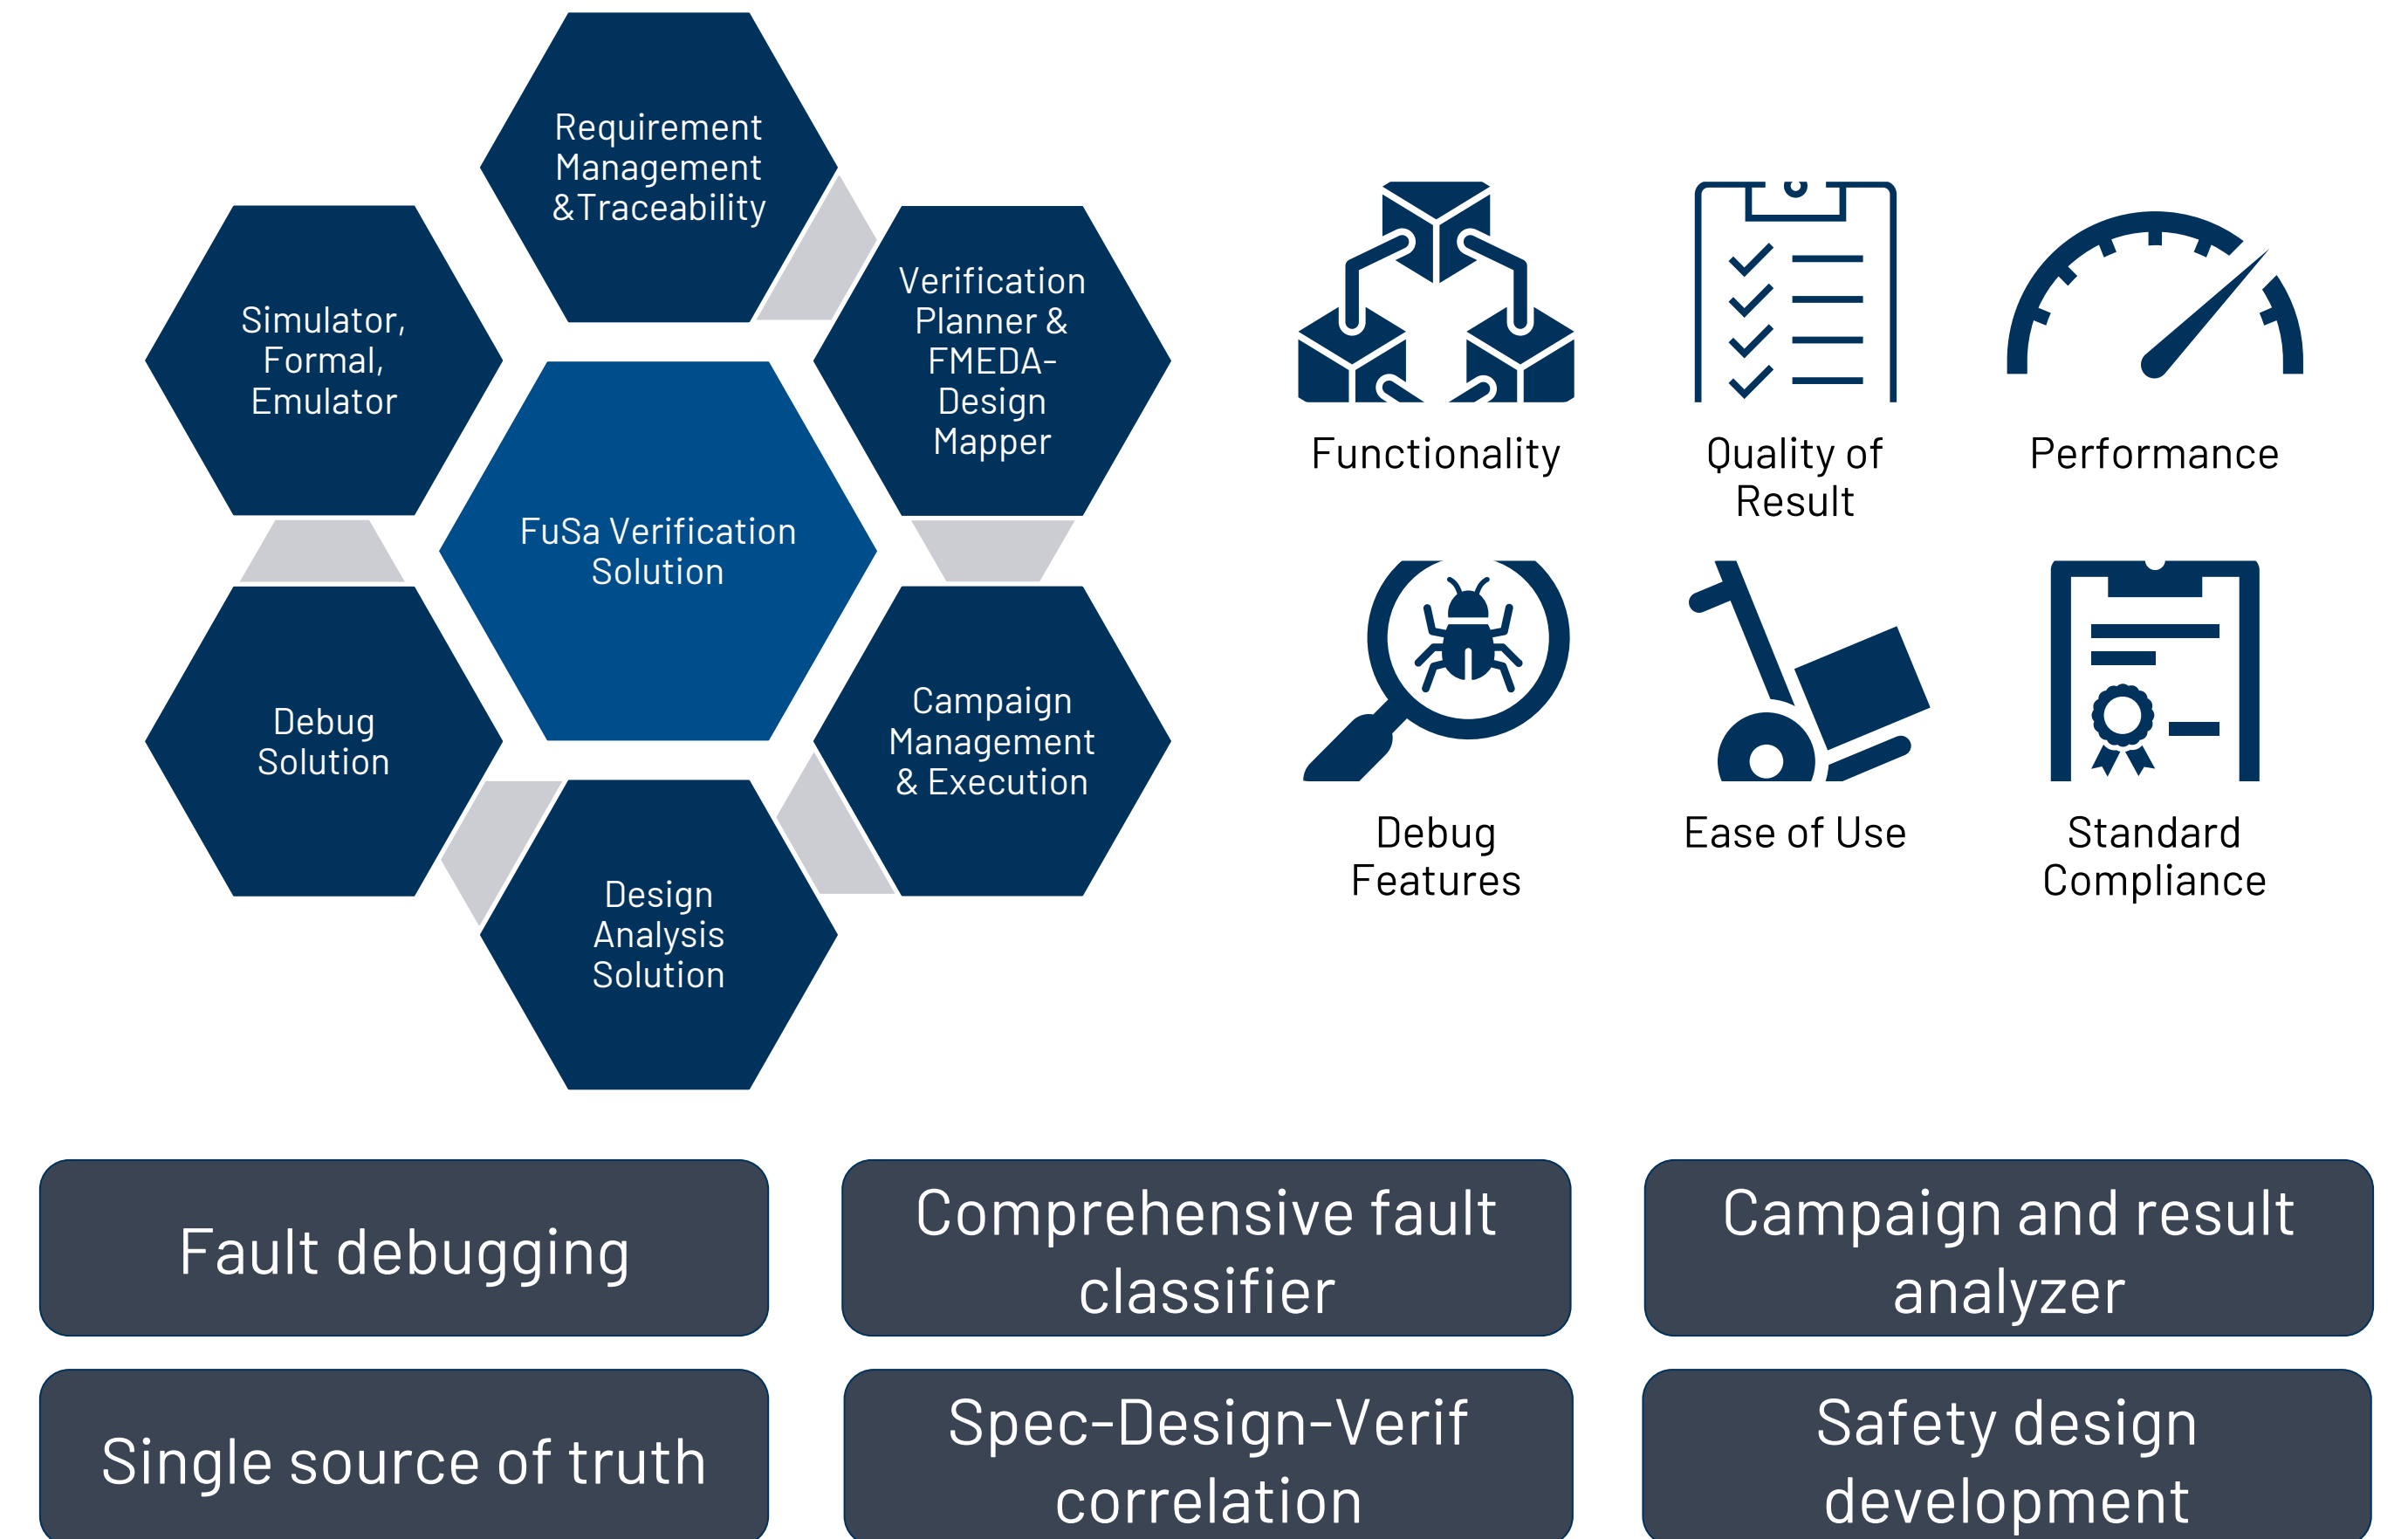 Requirement
Management
&Traceability
Simulator,
Formal,
Emulator
Verification
Planner &
FMEDA-
Design
Mapper
FuSa Verification
Solution
Debug
Solution
Campaign
Management
& Execution
Design
Analysis
Solution
Functionality
Quality of
Result
Performance
Debug
Features
Ease of Use
Standard
Compliance
Fault debugging
Comprehensive fault
classifier
Campaign and result
analyzer
Single source of truth
Spec-Design-Verif
correlation
Safety design
development